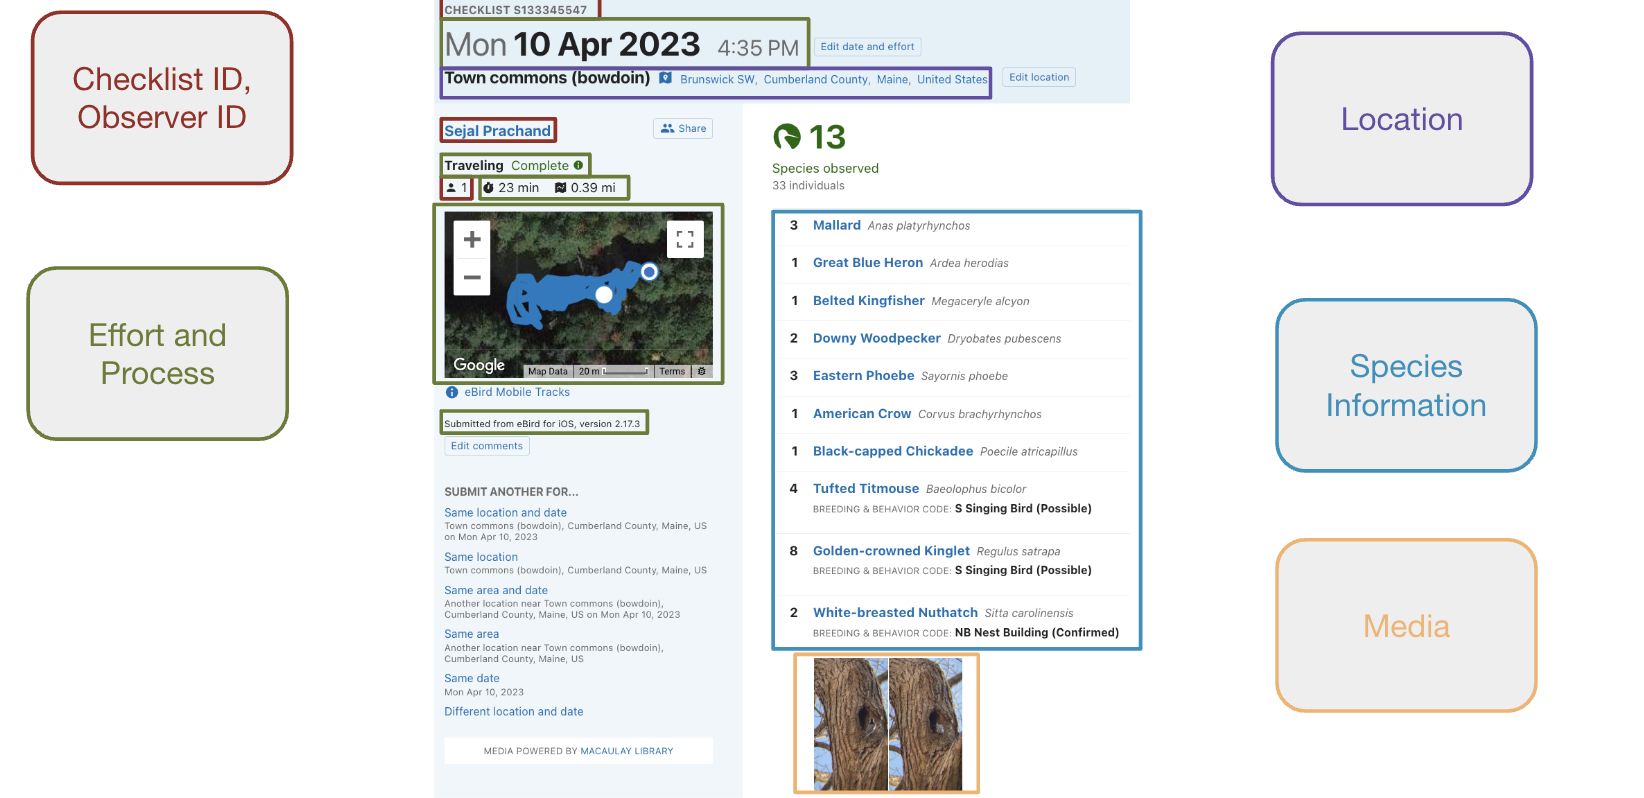 Checklist ID,
Observer ID
Effort and
Process
CHECKLIST S133345547
Mon 10 Apr 2023 4:35 PM Edit date and effort
Town commons (bowdoin) Brunswick SW, Cumberland County, Maine, United States Edit location
Sejal Prachand Share
Traveling Complete
1 23 min 0.39 mi
+
−
Google
Map Data 20 m Terms
eBird Mobile Tracks
Submitted from eBird for iOS, version 2.17.3
Edit comments
SUBMIT ANOTHER FOR...
Same location and date
Town commons (bowdoin), Cumberland County, Maine, US
on Mon Apr 10, 2023
Same location
Town commons (bowdoin), Cumberland County, Maine, US
Same area and date
Another location near Town commons (bowdoin),
Cumberland County, Maine, US on Mon Apr 10, 2023
Same area
Another location near Town commons (bowdoin),
Cumberland County, Maine, US
Same date
Mon Apr 10, 2023
Different location and date
MEDIA POWERED BY MACAULAY LIBRARY
13
Species observed
33 individuals
3 Mallard Anas platyrhynchos
1 Great Blue Heron Ardea herodias
1 Belted Kingfisher Megaceryle alcyon
2 Downy Woodpecker Dryobates pubescens
3 Eastern Phoebe Sayornis phoebe
1 American Crow Corvus brachyrhynchos
1 Black-capped Chickadee Poecile atricapillus
4 Tufted Titmouse Baeolophus bicolor
BREEDING & BEHAVIOR CODE: S Singing Bird (Possible)
8 Golden-crowned Kinglet Regulus satrapa
BREEDING & BEHAVIOR CODE: S Singing Bird (Possible)
2 White-breasted Nuthatch Sitta carolinensis
BREEDING & BEHAVIOR CODE: NB Nest Building (Confirmed)
Location
Species
Information
Media